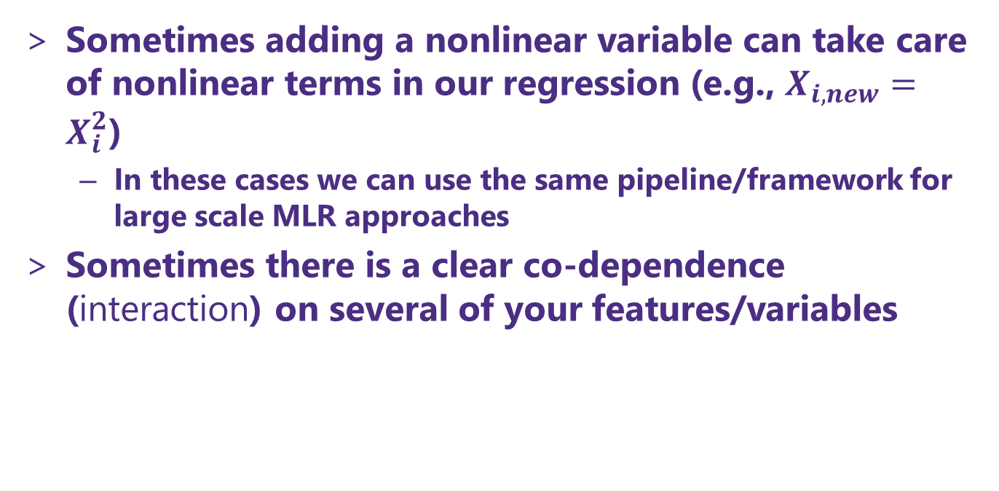 > Sometimes adding a nonlinear variable can take care
of nonlinear terms in our regression (e.g., $X_{i,new} =$
$X_i^2$)
– In these cases we can use the same pipeline/framework for
large scale MLR approaches
> Sometimes there is a clear co-dependence
(interaction) on several of your features/variables